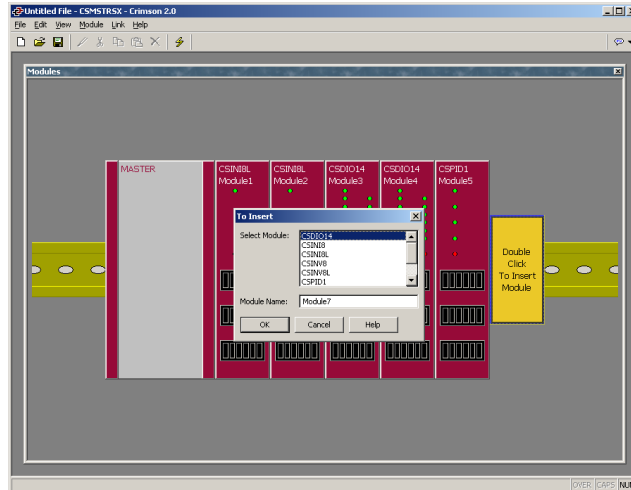 Untitled File - CSMSTRSX - Crimson 2.0
File Edit View Module Link Help
Modules
MASTER
CSINI8L
Module1
CSINI8L
Module2
CSDIO14
Module3
CSDIO14
Module4
CSPID1
Module5
To Insert
Select Module:
CSDIO14
CSINI8
CSINI8L
CSINV8
CSINV8L
CSPID1
Module Name:
Module7
OK Cancel Help
Double
Click
To Insert
Module
OVER CAPS NUM